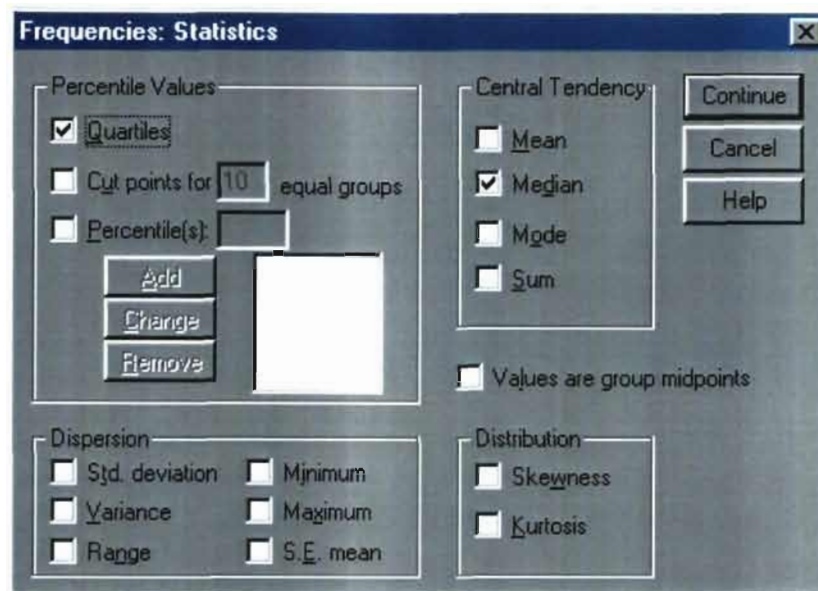 Frequencies: Statistics
Percentile Values
Quartiles
Cut points for 10 equal groups
Percentile(s):
Add
Change
Remove
Central Tendency
Mean
Median
Mode
Sum
Continue
Cancel
Help
Values are group midpoints
Dispersion
Std. deviation
Minimum
Variance
Maximum
Range
S.E. mean
Distribution
Skewness
Kurtosis